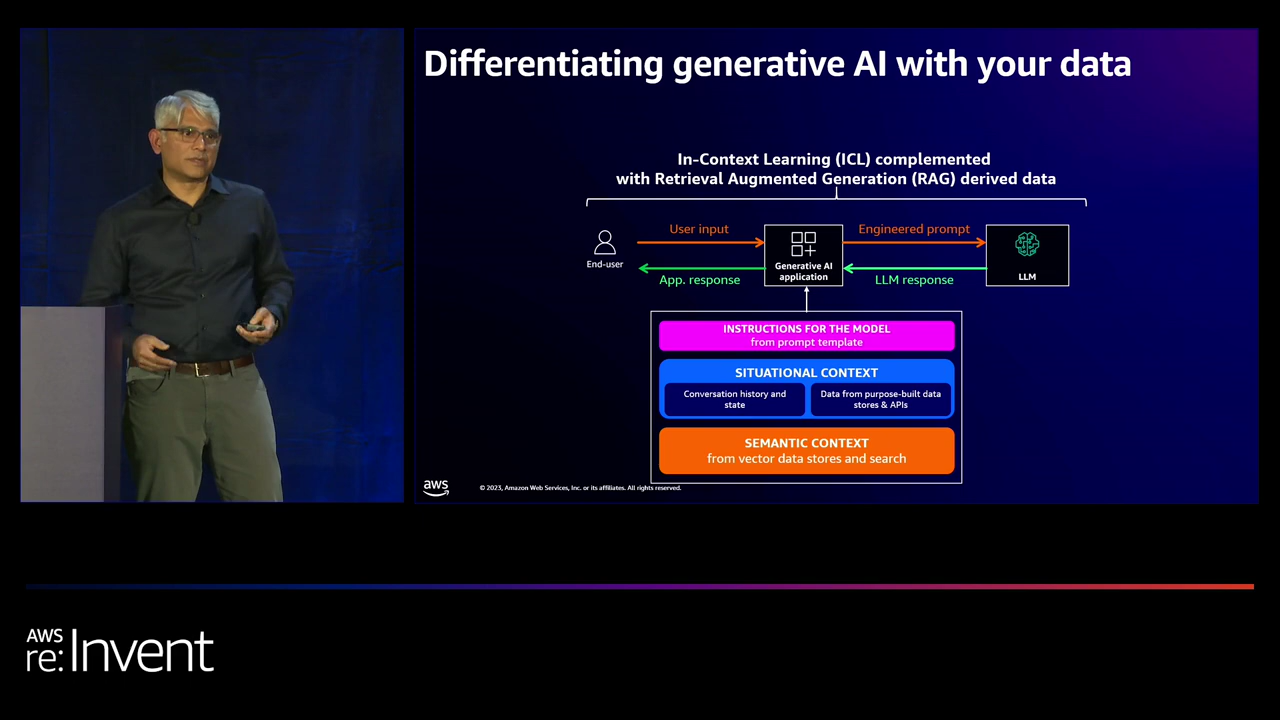 Differentiating generative AI with your data
In-Context Learning (ICL) complemented
with Retrieval Augmented Generation (RAG) derived data
User input
Engineered prompt
End-user
Generative AI
application
LLM
App. response
LLM response
INSTRUCTIONS FOR THE MODEL
from prompt template
SITUATIONAL CONTEXT
Conversation history and
state
Data from purpose-built data
stores & APIs
SEMANTIC CONTEXT
from vector data stores and search
aws
© 2023, Amazon Web Services, Inc. or its affiliates. All rights reserved.
AWS
re:Invent